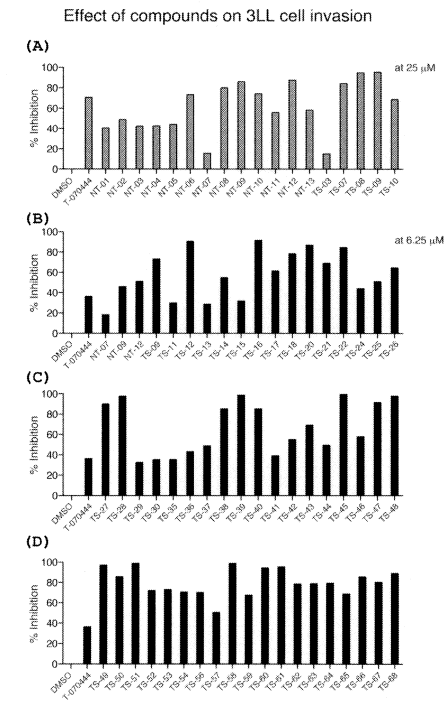 Effect of compounds on 3LL cell invasion
(A)
at 25 μM
% Inhibition
100
80
60
40
20
0
DMSO T-070444 NT-01 NT-02 NT-03 NT-04 NT-05 NT-06 NT-07 NT-08 NT-09 NT-10 NT-11 NT-12 NT-13 TS-03 TS-07 TS-08 TS-09 TS-10
(B)
at 6.25 μM
% Inhibition
100
80
60
40
20
0
DMSO T-070444 NT-07 NT-09 NT-12 TS-09 TS-11 TS-12 TS-13 TS-14 TS-15 TS-16 TS-17 TS-18 TS-20 TS-21 TS-22 TS-24 TS-25 TS-26
(C)
% Inhibition
100
80
60
40
20
0
DMSO T-070444 TS-27 TS-28 TS-29 TS-30 TS-35 TS-36 TS-37 TS-38 TS-39 TS-40 TS-41 TS-42 TS-43 TS-44 TS-45 TS-46 TS-47 TS-48
(D)
% Inhibition
100
80
60
40
20
0
DMSO T-070444 TS-49 TS-50 TS-51 TS-52 TS-53 TS-54 TS-56 TS-57 TS-58 TS-59 TS-60 TS-61 TS-62 TS-63 TS-64 TS-65 TS-66 TS-67 TS-68